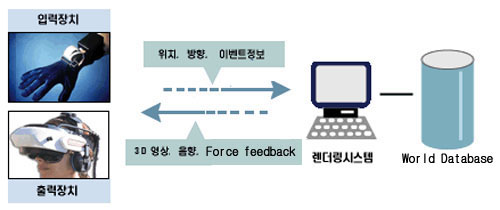 입력장치
위치. 방향. 이벤트정보
3D 영상. 음향. Force feedback
렌더링시스템
World Database
출력장치